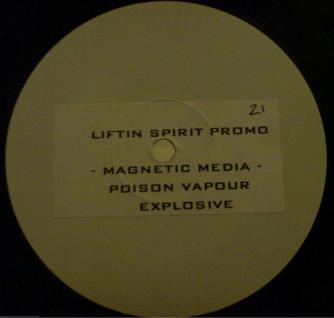 21
LIFTIN SPIRIT PROMO
- MAGNETIC MEDIA -
POISON VAPOUR
EXPLOSIVE